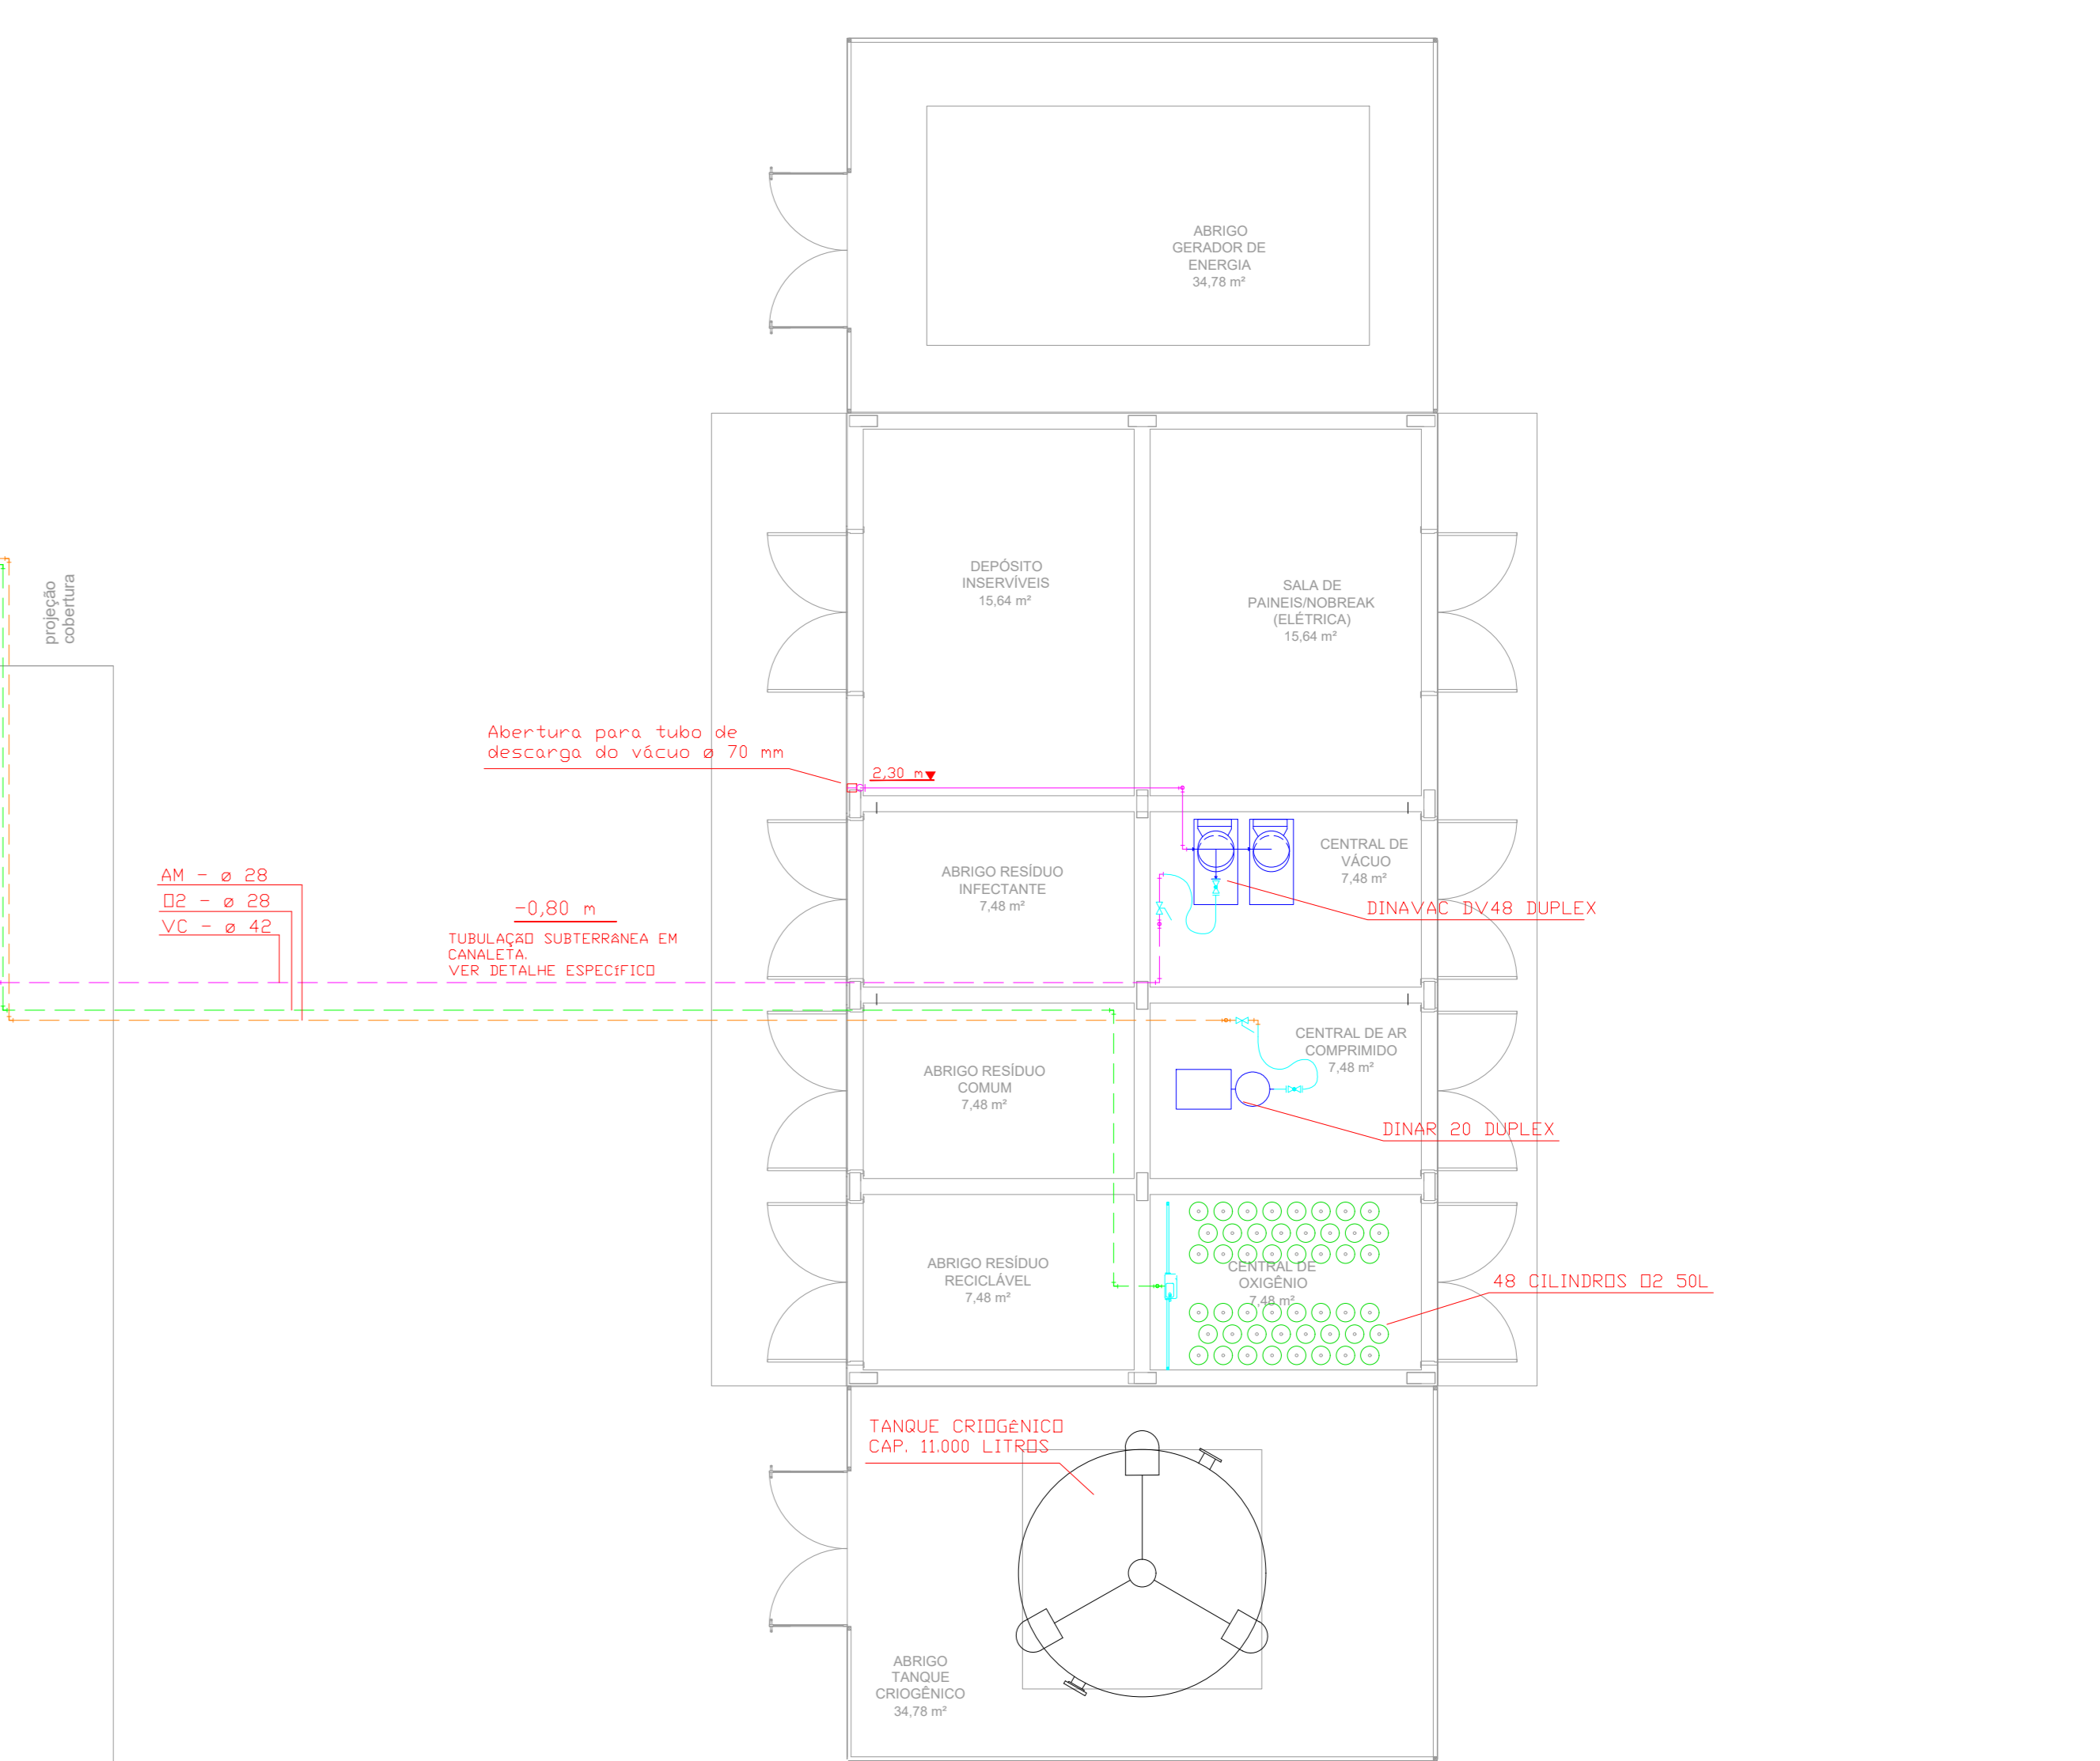 ABRIGO
GERADOR DE
ENERGIA
34,78 m²
DEPÓSITO
INSERVÍVEIS
15,64 m²
SALA DE
PAINEIS/NOBREAK
(ELÉTRICA)
15,64 m²
projeção
cobertura
Abertura para tubo de
descarga do vácuo ø 70 mm
2,30 m
CENTRAL DE
VÁCUO
7,48 m²
ABRIGO RESÍDUO
INFECTANTE
7,48 m²
DINAVAC DV48 DUPLEX
AM - ø 28
O2 - ø 28
VC - ø 42
-0,80 m
TUBULAÇÃO SUBTERRÂNEA EM
CANALETA.
VER DETALHE ESPECÍFICO
CENTRAL DE AR
COMPRIMIDO
7,48 m²
ABRIGO RESÍDUO
COMUM
7,48 m²
DINAR 20 DUPLEX
ABRIGO RESÍDUO
RECICLÁVEL
7,48 m²
CENTRAL DE
OXIGÊNIO
7,48 m²
48 CILINDROS O2 50L
TANQUE CRIOGÊNICO
CAP. 11.000 LITROS
ABRIGO
TANQUE
CRIOGÊNICO
34,78 m²